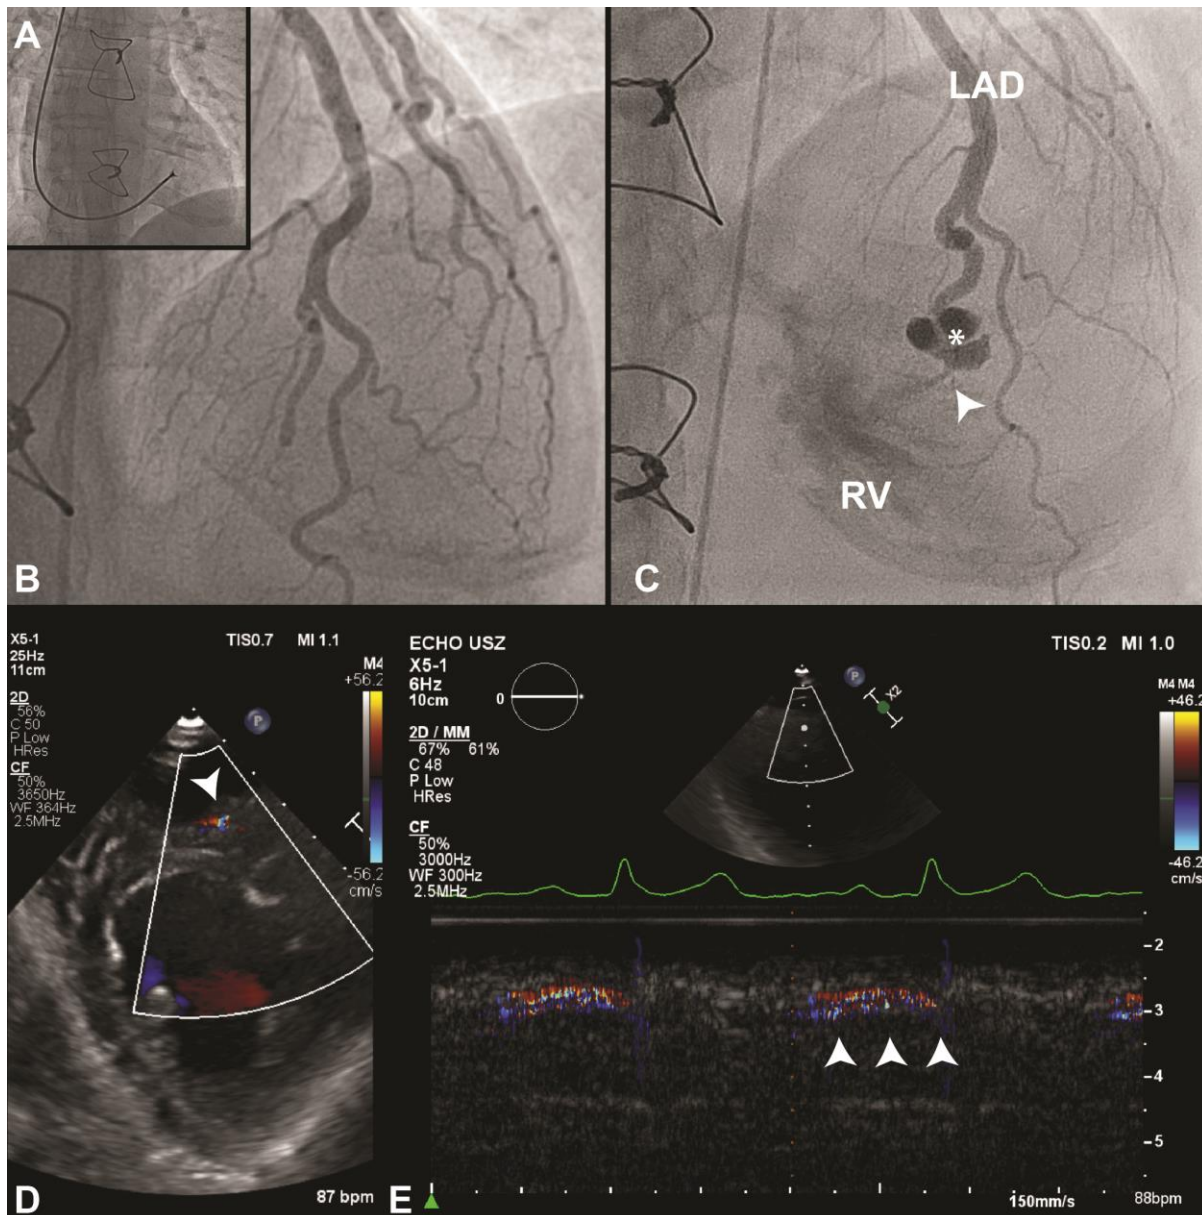 A
B
LAD
*
RV
C
X5-1
25Hz
11cm
2D
56%
C 50
P Low
HRes
CF
50%
3650Hz
WF 364Hz
2.5MHz
TIS0.7 MI 1.1
M4
+56.2
-56.2
cm/s
P
D
87 bpm
ECHO USZ
X5-1
6Hz
10cm
2D / MM
67% 61%
C 48
P Low
HRes
CF
50%
3000Hz
WF 300Hz
2.5MHz
0
P
X2
TIS0.2 MI 1.0
M4 M4
+46.2
-46.2
cm/s
-2
-3
-4
-5
E
150mm/s
88bpm